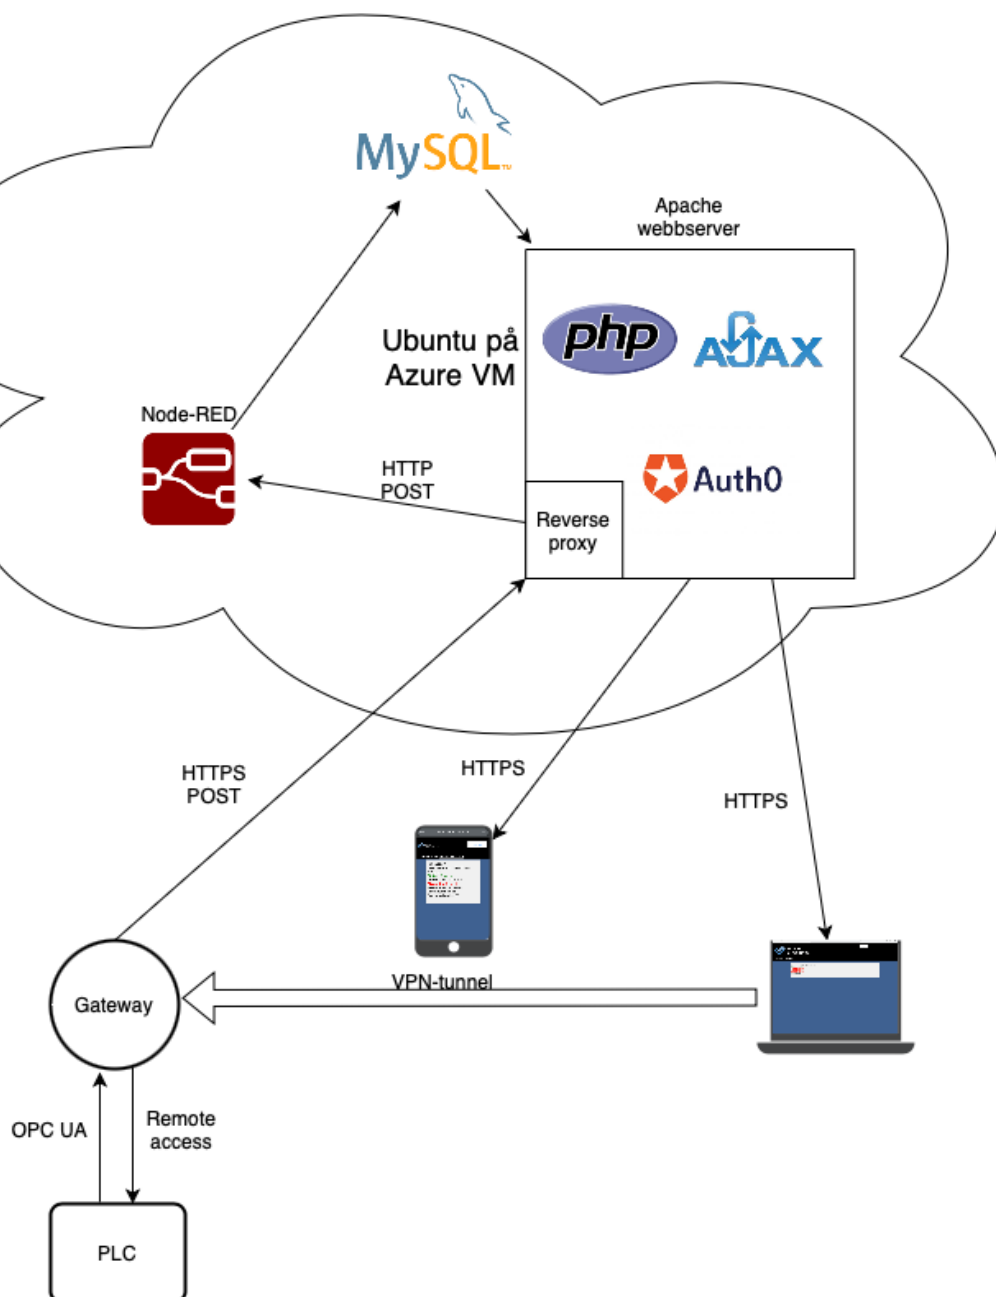 MySQL™
Apache
webbserver
php
AJAX
Ubuntu på
Azure VM
Node-RED
HTTP
POST
Auth0
Reverse
proxy
HTTPS
POST
HTTPS
HTTPS
VPN-tunnel
Gateway
OPC UA
Remote
access
PLC